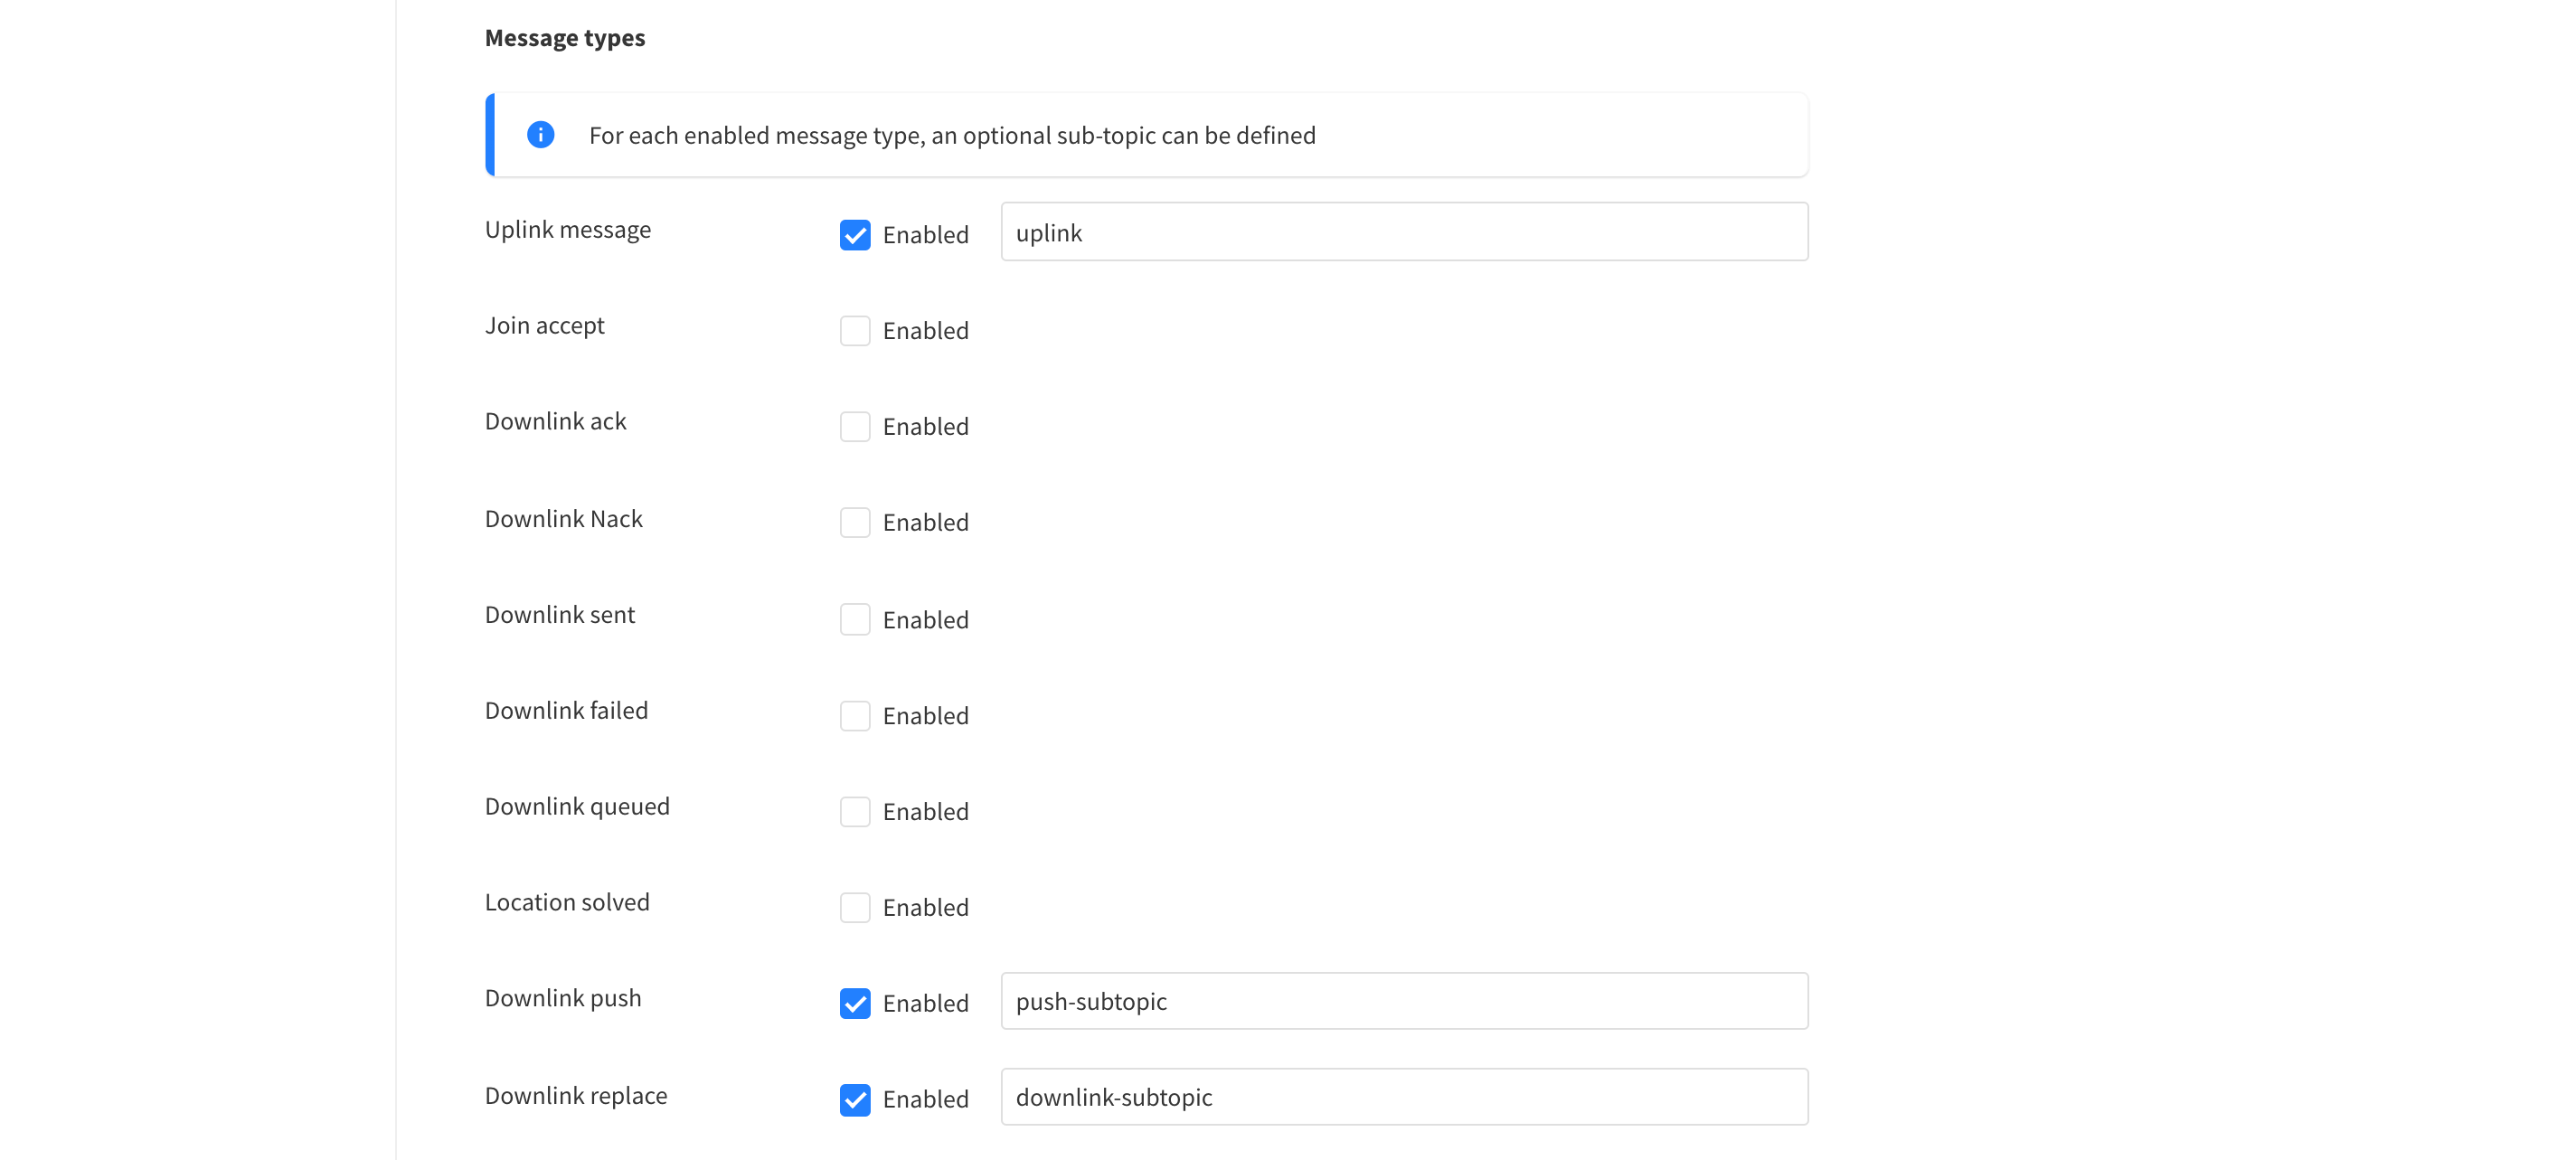 Message types
For each enabled message type, an optional sub-topic can be defined
Uplink message Enabled uplink
Join accept Enabled
Downlink ack Enabled
Downlink Nack Enabled
Downlink sent Enabled
Downlink failed Enabled
Downlink queued Enabled
Location solved Enabled
Downlink push Enabled push-subtopic
Downlink replace Enabled downlink-subtopic